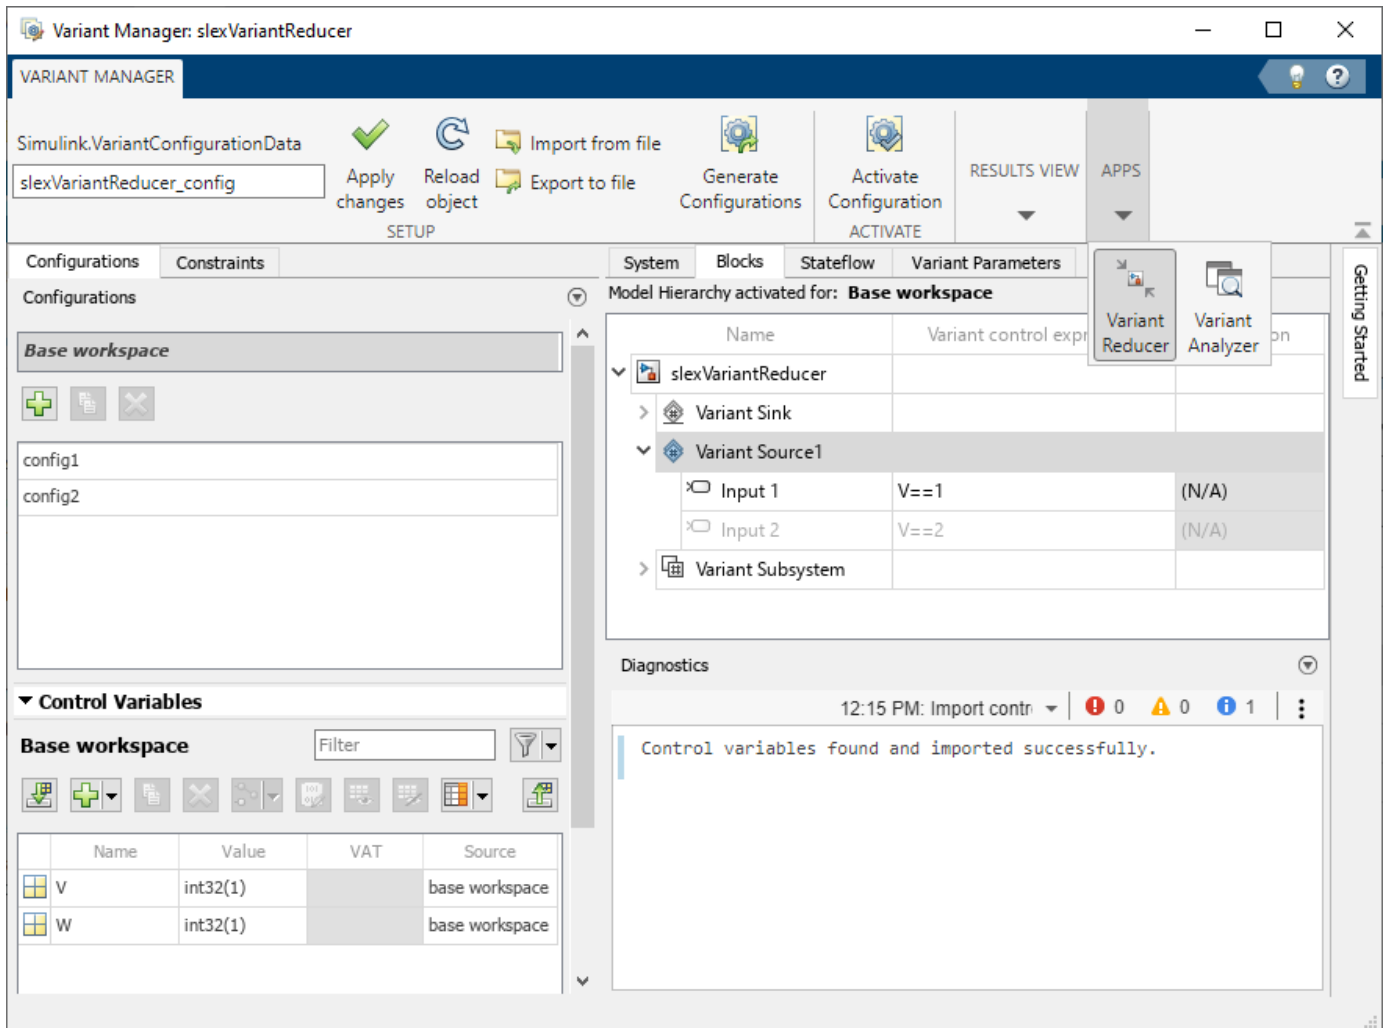 Variant Manager: slexVariantReducer
VARIANT MANAGER
Simulink.VariantConfigurationData
slexVariantReducer_config
Apply changes
Reload object
Import from file
Export to file
SETUP
Generate Configurations
Activate Configuration
ACTIVATE
RESULTS VIEW
APPS
Variant Reducer
Variant Analyzer
Getting Started
Configurations
Constraints
Configurations
Base workspace
config1
config2
Control Variables
Base workspace
Filter
Name Value VAT Source
V int32(1) base workspace
W int32(1) base workspace
System Blocks Stateflow Variant Parameters
Model Hierarchy activated for: Base workspace
Name Variant control expr on
slexVariantReducer
Variant Sink
Variant Source1
Input 1 V==1 (N/A)
Input 2 V==2 (N/A)
Variant Subsystem
Diagnostics
12:15 PM: Import contr 0 0 1
Control variables found and imported successfully.